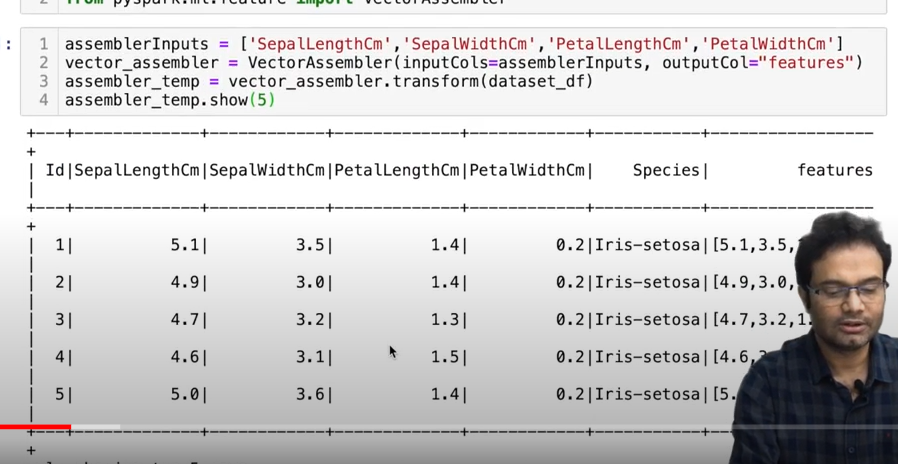 2 from pyspark.ml.feature import VectorAssembler
:
1 assemblerInputs = ['SepalLengthCm','SepalWidthCm','PetalLengthCm','PetalWidthCm']
2 vector_assembler = VectorAssembler(inputCols=assemblerInputs, outputCol="features")
3 assembler_temp = vector_assembler.transform(dataset_df)
4 assembler_temp.show(5)
+---+-------------+------------+-------------+------------+-----------+-----------------
+
| Id|SepalLengthCm|SepalWidthCm|PetalLengthCm|PetalWidthCm|    Species|         features
|
+---+-------------+------------+-------------+------------+-----------+-----------------
+
|  1|          5.1|         3.5|          1.4|         0.2|Iris-setosa|[5.1,3.5,
|
|  2|          4.9|         3.0|          1.4|         0.2|Iris-setosa|[4.9,3.0,
|
|  3|          4.7|         3.2|          1.3|         0.2|Iris-setosa|[4.7,3.2,1.
|
|  4|          4.6|         3.1|          1.5|         0.2|Iris-setosa|[4.6,
|
|  5|          5.0|         3.6|          1.4|         0.2|Iris-setosa|[5.
|
+---+-------------+------------+-------------+------------+-----------+
+